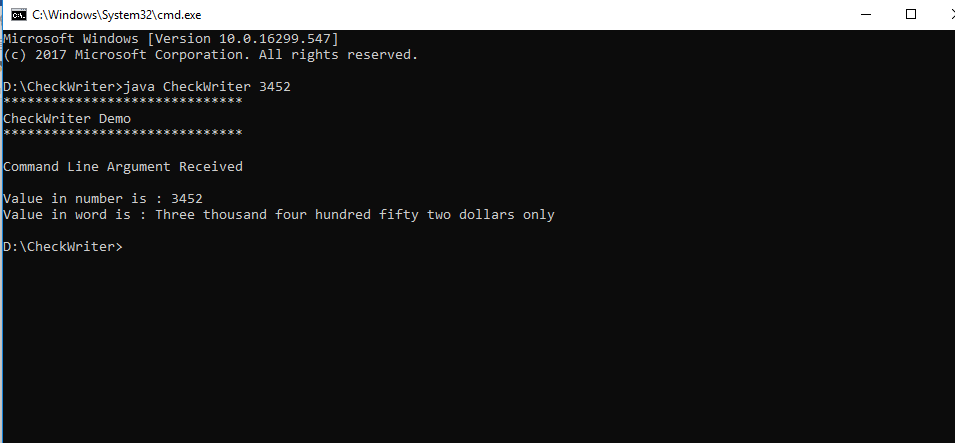 C:\Windows\System32\cmd.exe
Microsoft Windows [Version 10.0.16299.547]
(c) 2017 Microsoft Corporation. All rights reserved.
D:\CheckWriter>java CheckWriter 3452
******************************
CheckWriter Demo
******************************
Command Line Argument Received
Value in number is : 3452
Value in word is : Three thousand four hundred fifty two dollars only
D:\CheckWriter>